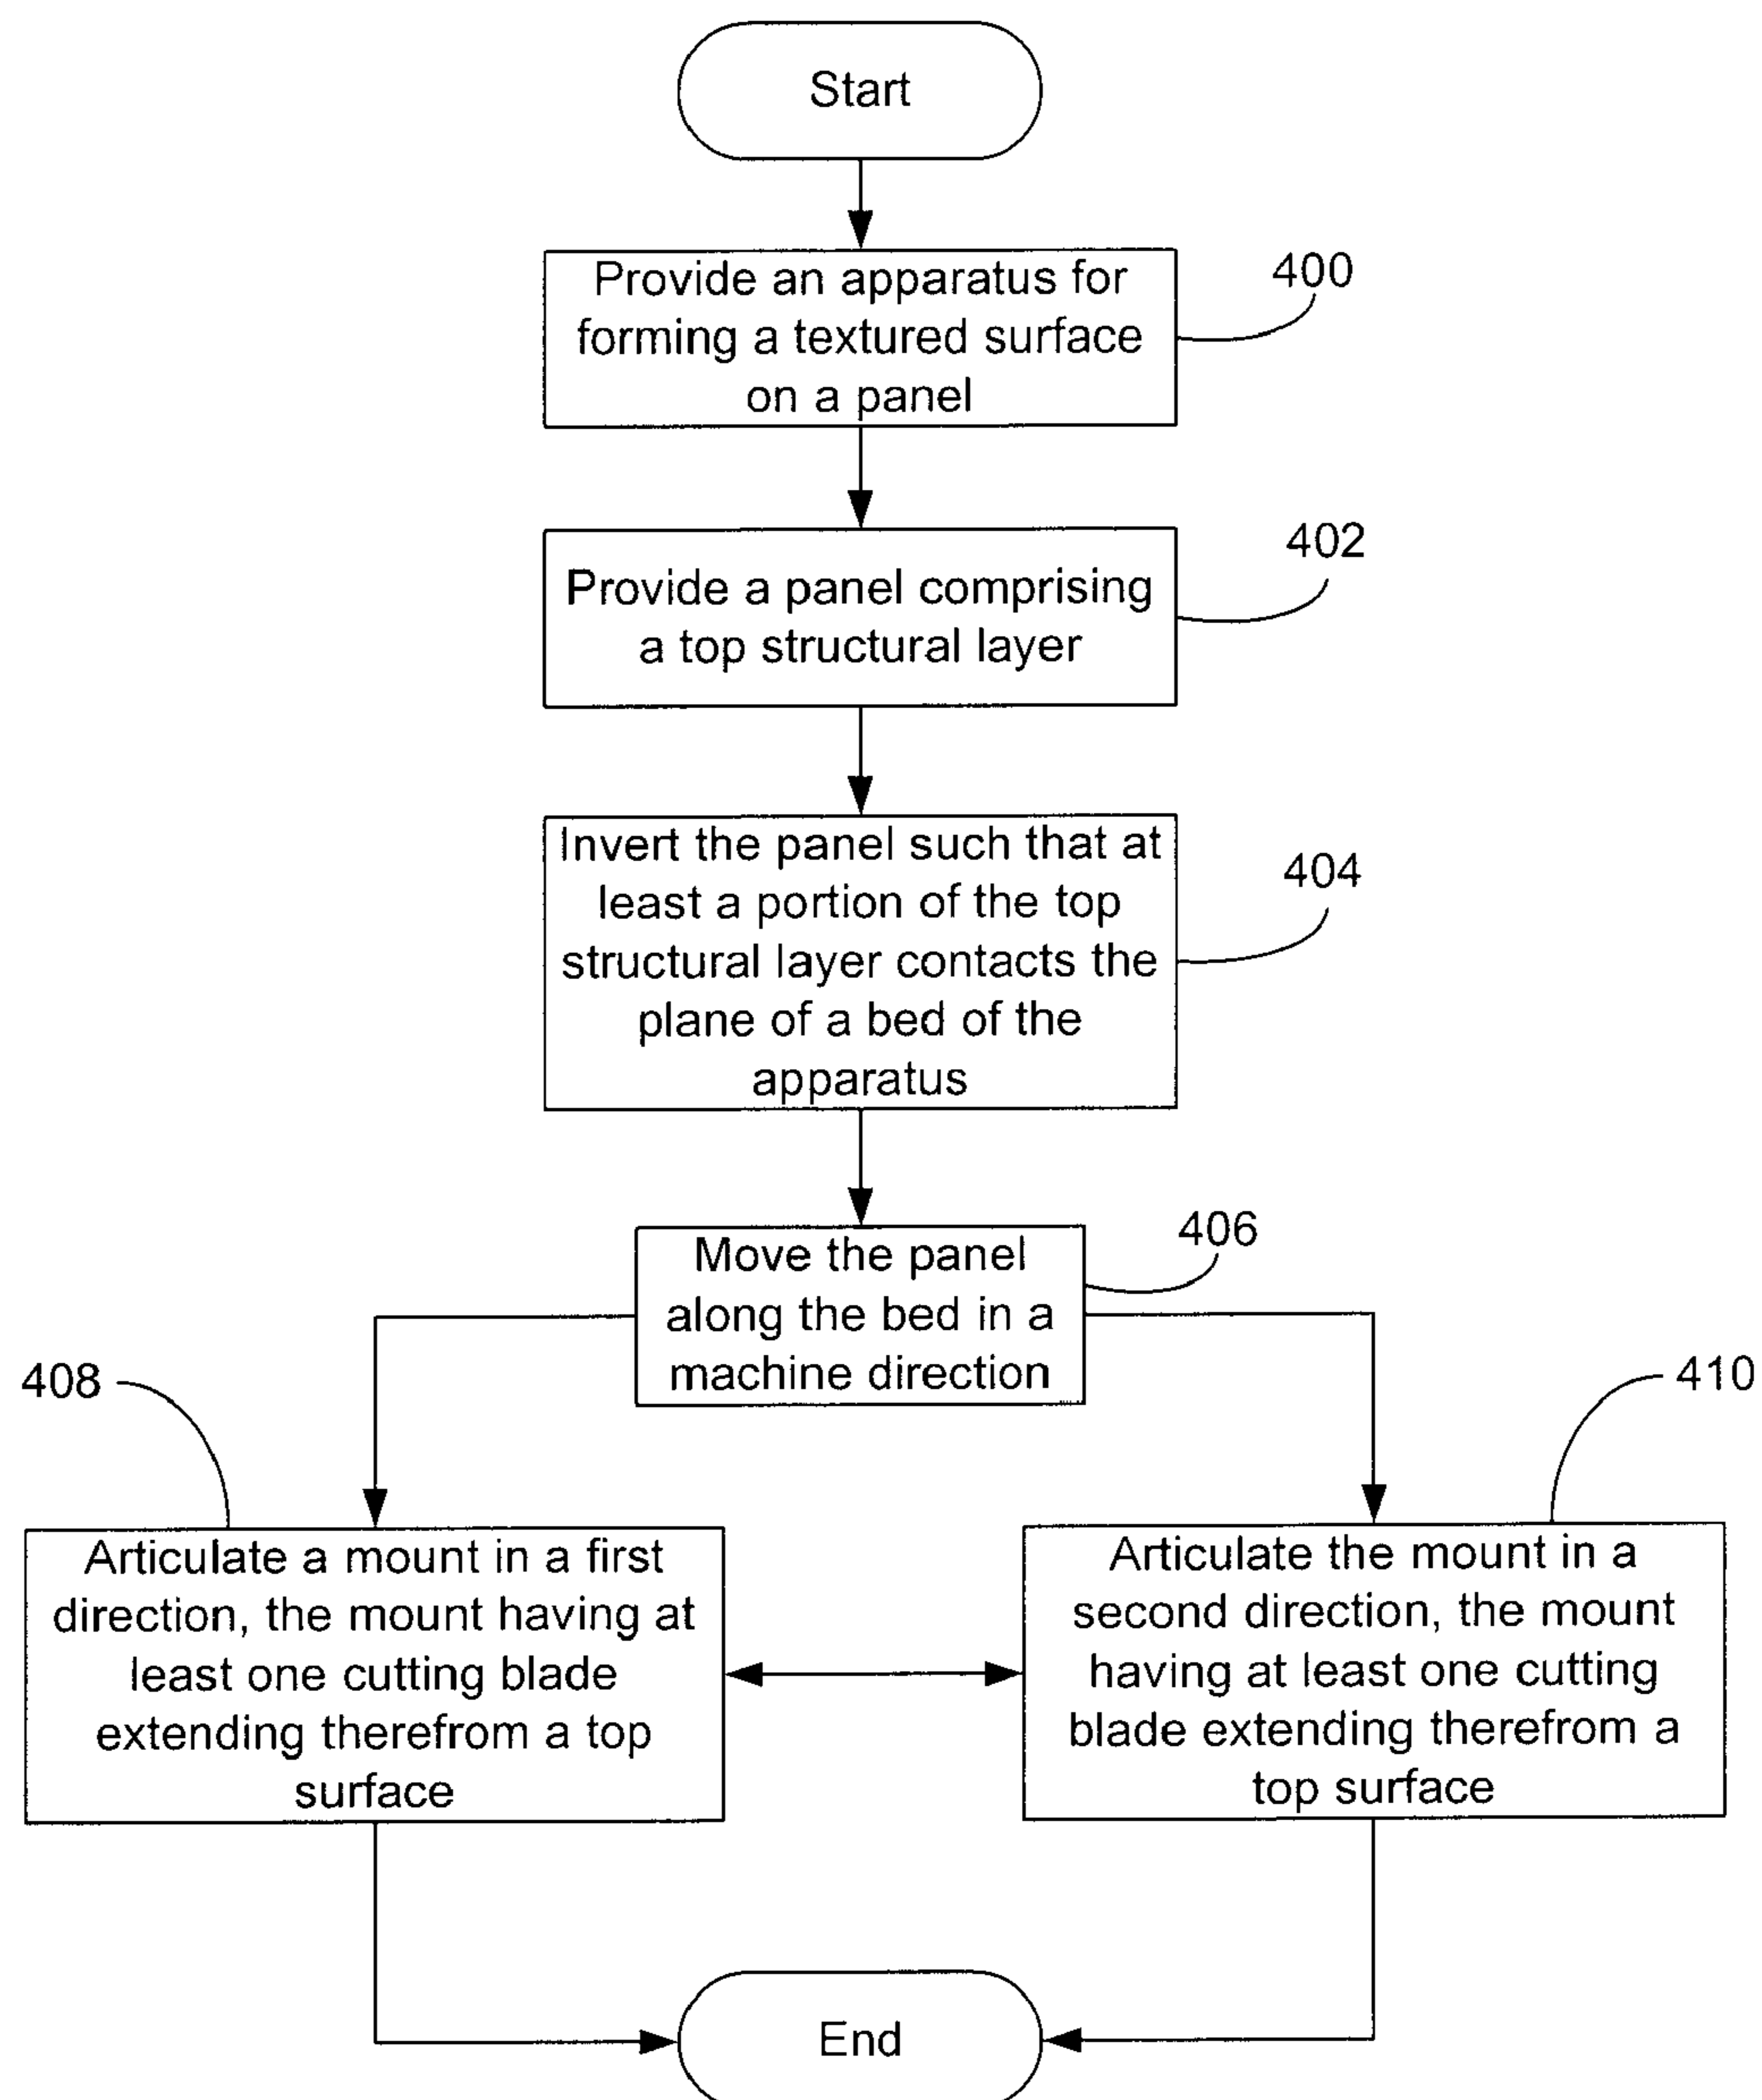 Start
Provide an apparatus for
forming a textured surface
on a panel
400
Provide a panel comprising
a top structural layer
402
Invert the panel such that at
least a portion of the top
structural layer contacts the
plane of a bed of the
apparatus
404
Move the panel
along the bed in a
machine direction
406
408
Articulate a mount in a first
direction, the mount having at
least one cutting blade
extending therefrom a top
surface
410
Articulate the mount in a
second direction, the mount
having at least one cutting
blade extending therefrom a
top surface
End